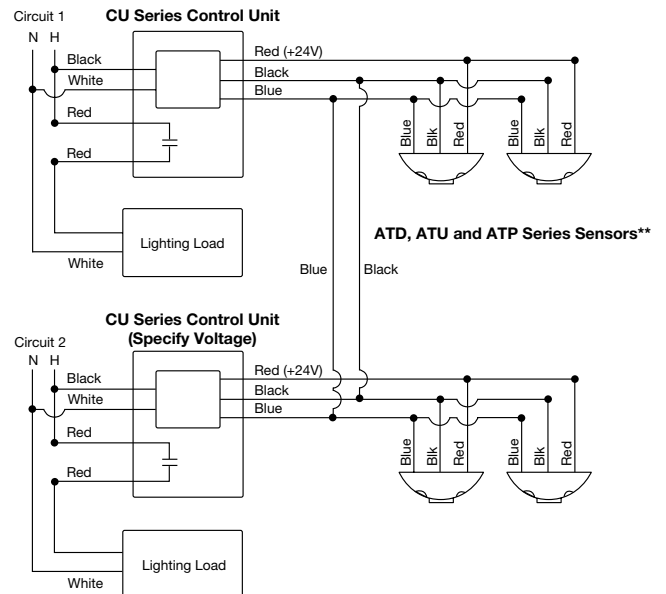 Circuit 1
CU Series Control Unit
N H
Black
White
Red
Red
Red (+24V)
Black
Blue
Blue
Blk
Red
Blue
Blk
Red
Lighting Load
White
ATD, ATU and ATP Series Sensors**
Blue
Black
CU Series Control Unit
(Specify Voltage)
Circuit 2
N H
Black
White
Red
Red
Red (+24V)
Black
Blue
Blue
Blk
Red
Blue
Blk
Red
Lighting Load
White